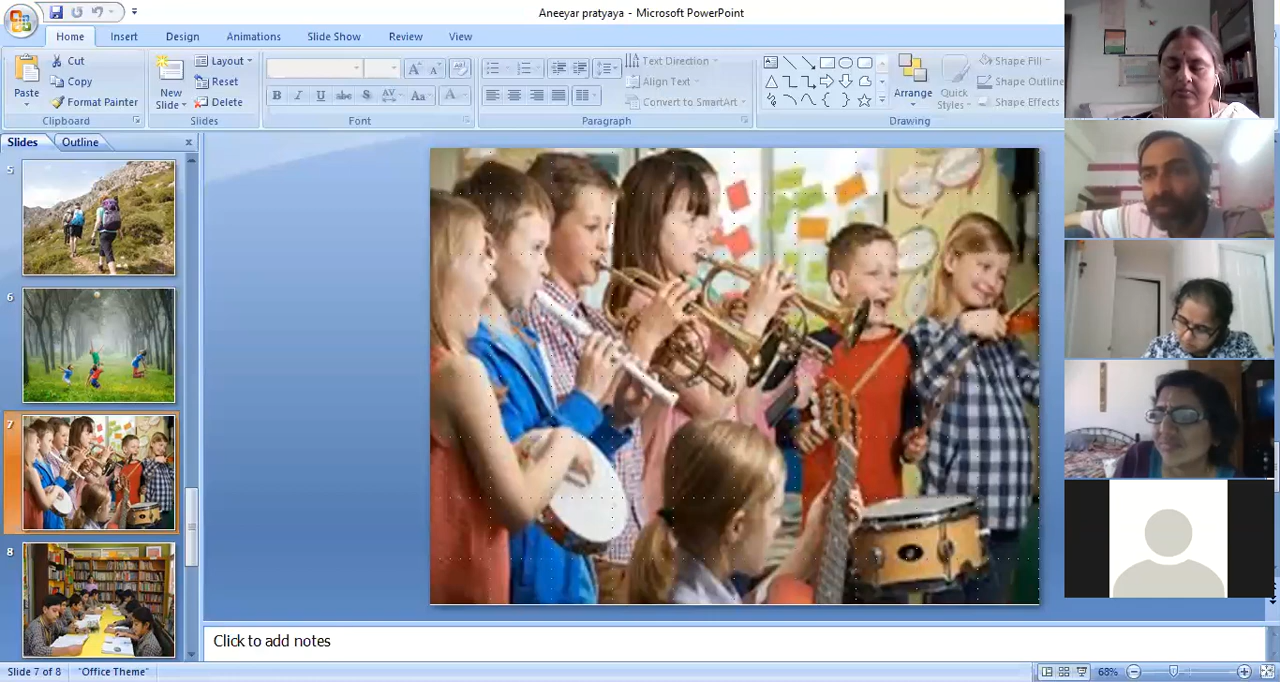 Aneeyar pratyaya - Microsoft PowerPoint
Home Insert Design Animations Slide Show Review View
Paste
Cut
Copy
Format Painter
Clipboard
New
Slide
Layout
Reset
Delete
Slides
B I U abe S AV Aa A
Font
Text Direction
Align Text
Convert to SmartArt
Paragraph
Arrange
Quick
Styles
Shape Fill
Shape Outline
Shape Effects
Drawing
Slides Outline
5
6
7
8
Click to add notes
Slide 7 of 8 "Office Theme" 68%